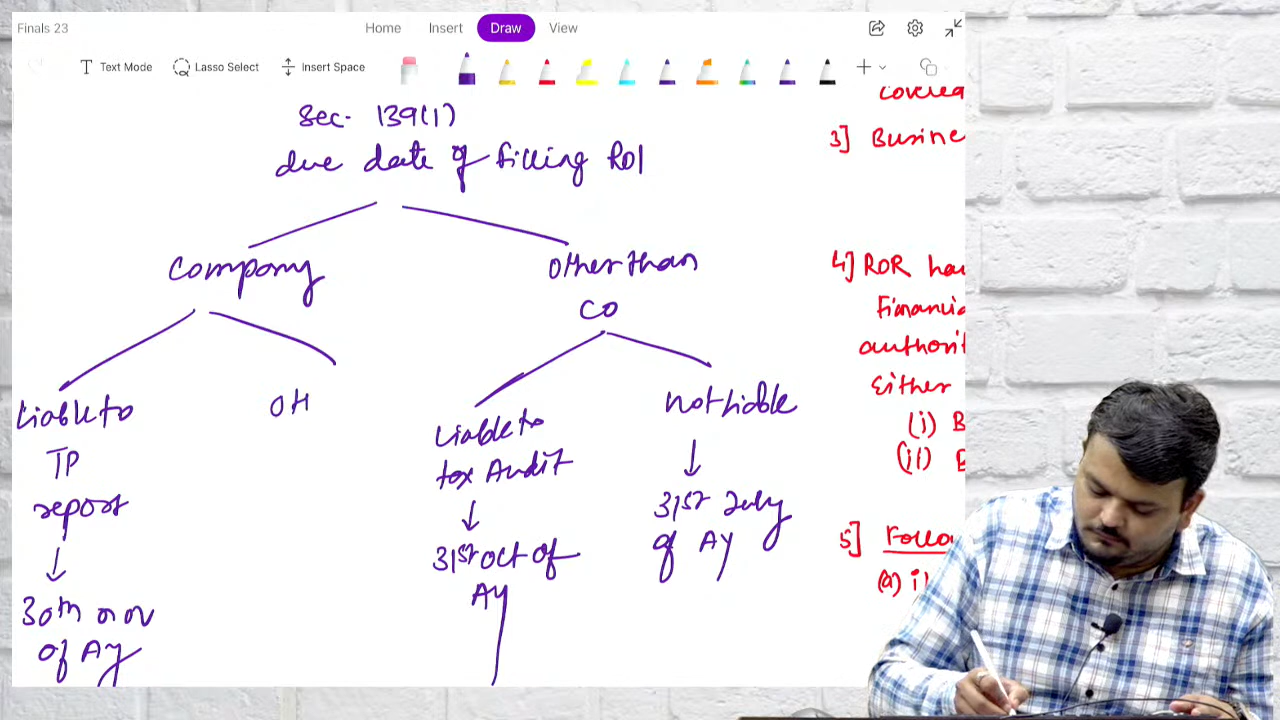 Finals 23
Home Insert Draw View
Text Mode Lasso Select Insert Space
Sec. 139(1)
due date of filling ROI
Company
Other than
CO
Liable to
TP
report
30th nov
of AY
OH
Liable to
tax Audit
31st Oct of
AY
not Liable
31st July
of AY
3] Busine
4] ROR ha
Financia
authorit
Either
(i) B
(ii)
5] Follo
(a) i)